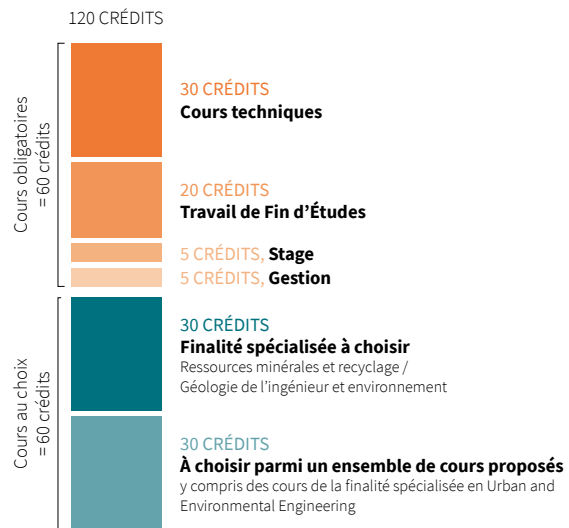 120 CRÉDITS
Cours obligatoires
= 60 crédits
30 CRÉDITS
Cours techniques
20 CRÉDITS
Travail de Fin d’Études
5 CRÉDITS, Stage
5 CRÉDITS, Gestion
Cours au choix
= 60 crédits
30 CRÉDITS
Finalité spécialisée à choisir
Ressources minérales et recyclage /
Géologie de l’ingénieur et environnement
30 CRÉDITS
À choisir parmi un ensemble de cours proposés
y compris des cours de la finalité spécialisée en Urban and
Environmental Engineering